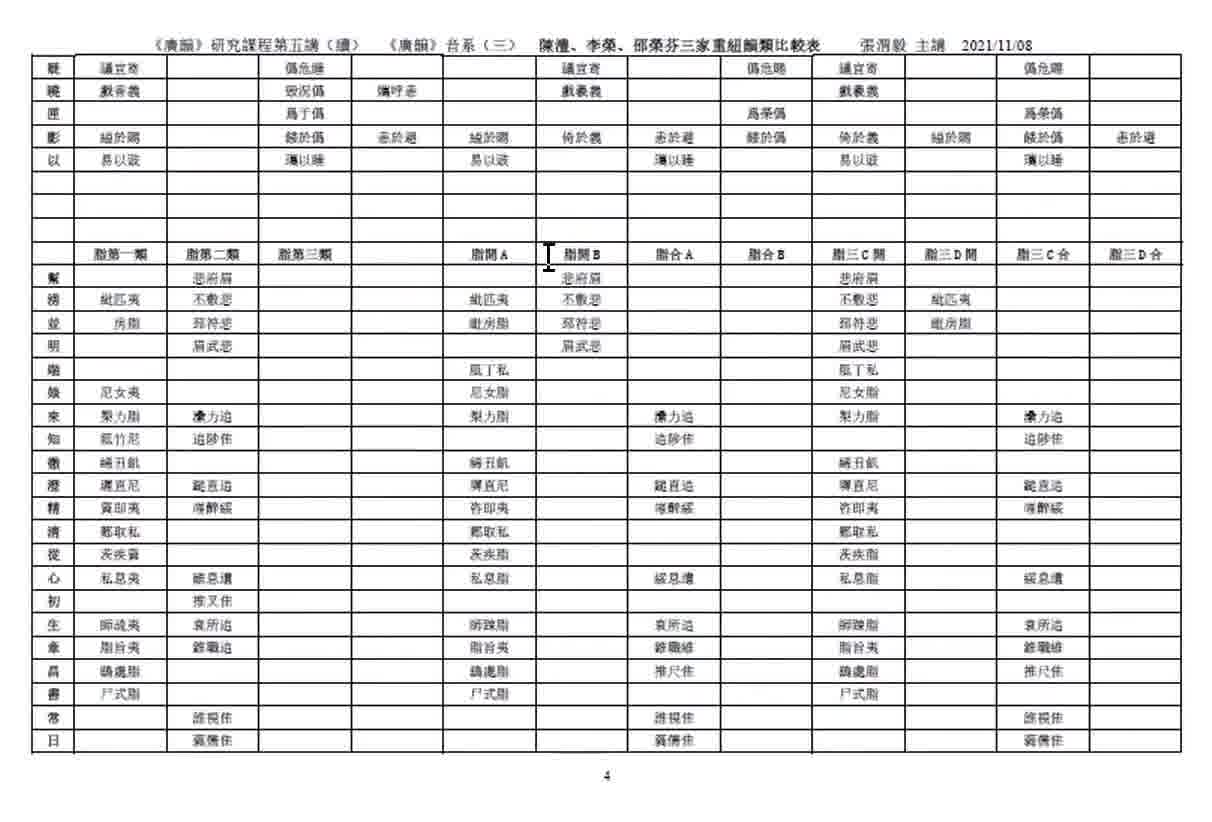 《廣韻》研究課程第五講（續） 《廣韻》音系（三） 陳澧、李榮、邵榮芬三家重紐韻類比較表 張渭毅 主講 2021/11/08
疑 議宜寄 僞危睡 議宜寄 僞危賜 議宜寄 僞危賜
曉 戲香義 毀況僞 孈呼恚 戲羲義 戲羲義
匣 爲于僞 爲榮僞 爲榮僞
影 縊於賜 餧於僞 恚於避 縊於賜 倚於義 恚於避 餧於僞 倚於義 縊於賜 餧於僞 恚於避
以 易以豉 瓗以睡 易以豉 瓗以睡 易以豉 瓗以睡
脂第一類 脂第二類 脂第三類 脂開A 脂開B 脂合A 脂合B 脂三C開 脂三D開 脂三C合 脂三D合
幫 悲府眉 悲府眉 悲府眉
滂 紕匹夷 不敷悲 紕匹夷 不敷悲 不敷悲 紕匹夷
並 房脂 邳符悲 毗房脂 邳符悲 邳符悲 毗房脂
明 眉武悲 眉武悲 眉武悲
端 胝丁私 胝丁私
娘 尼女夷 尼女脂 尼女脂
來 梨力脂 力追 梨力脂 力追 梨力脂 力追
知 胝竹尼 追陟隹 追陟隹 追陟隹
徹 絺丑飢 絺丑飢 絺丑飢
澄 墀直尼 鎚直追 墀直尼 鎚直追 墀直尼 鎚直追
精 資即夷 嗺醉綏 咨即夷 嗺醉綏 咨即夷 嗺醉綏
清 郪取私 郪取私 郪取私
從 茨疾資 茨疾脂 茨疾脂
心 私息夷 綏息遺 私息脂 綏息遺 私息脂 綏息遺
初 推叉隹
生 師疏夷 衰所追 師踈脂 衰所追 師踈脂 衰所追
章 脂旨夷 錐職追 脂旨夷 錐職維 脂旨夷 錐職維
昌 鴟處脂 鴟處脂 推尺隹 鴟處脂 推尺隹
書 尸式脂 尸式脂 尸式脂
常 誰視隹 誰視隹 誰視隹
日 蕤儒隹 蕤儒隹 蕤儒隹
4